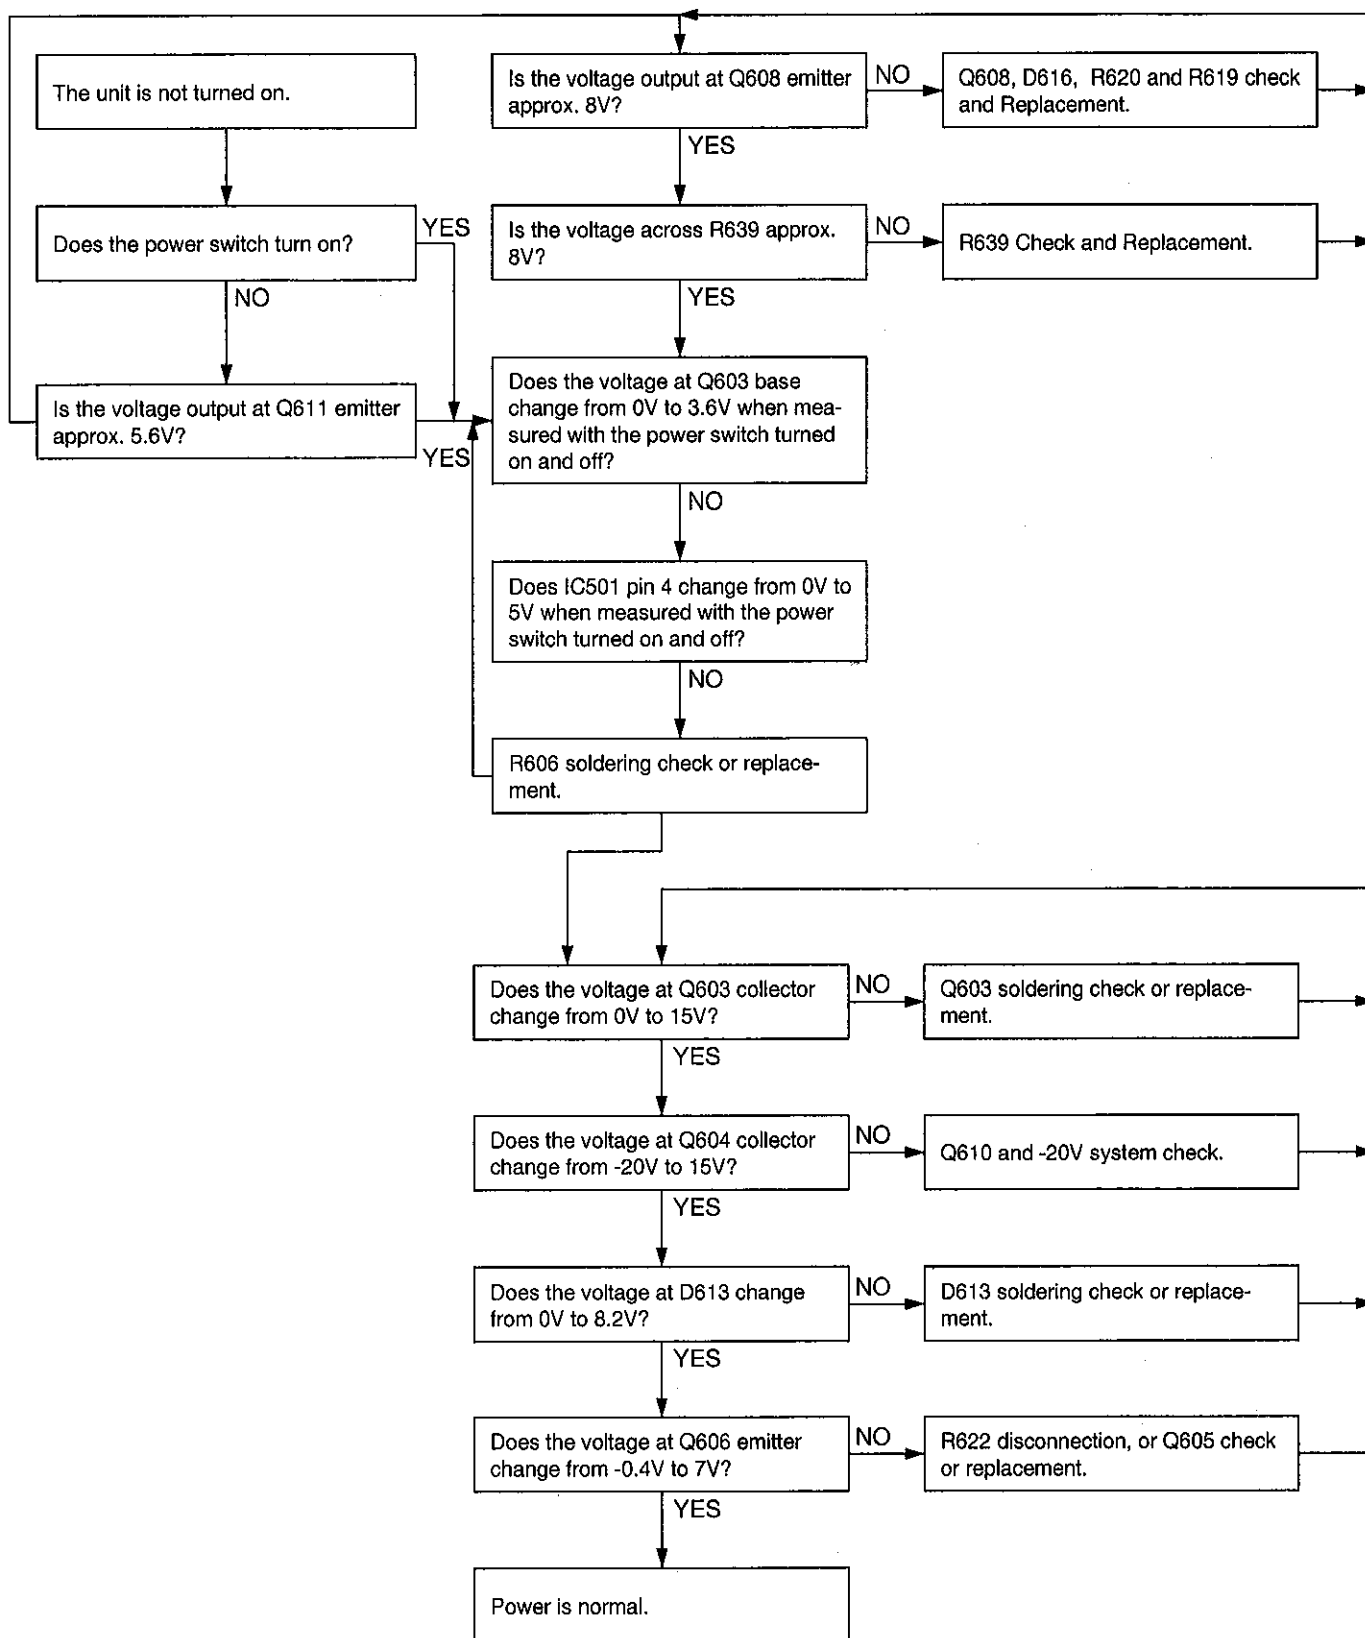 The unit is not turned on.
Does the power switch turn on?
YES
NO
Is the voltage output at Q611 emitter
approx. 5.6V?
YES
Is the voltage output at Q608 emitter
approx. 8V?
NO
Q608, D616, R620 and R619 check
and Replacement.
YES
Is the voltage across R639 approx.
8V?
NO
R639 Check and Replacement.
YES
Does the voltage at Q603 base
change from 0V to 3.6V when mea-
sured with the power switch turned
on and off?
NO
Does IC501 pin 4 change from 0V to
5V when measured with the power
switch turned on and off?
NO
R606 soldering check or replace-
ment.
Does the voltage at Q603 collector
change from 0V to 15V?
NO
Q603 soldering check or replace-
ment.
YES
Does the voltage at Q604 collector
change from -20V to 15V?
NO
Q610 and -20V system check.
YES
Does the voltage at D613 change
from 0V to 8.2V?
NO
D613 soldering check or replace-
ment.
YES
Does the voltage at Q606 emitter
change from -0.4V to 7V?
NO
R622 disconnection, or Q605 check
or replacement.
YES
Power is normal.